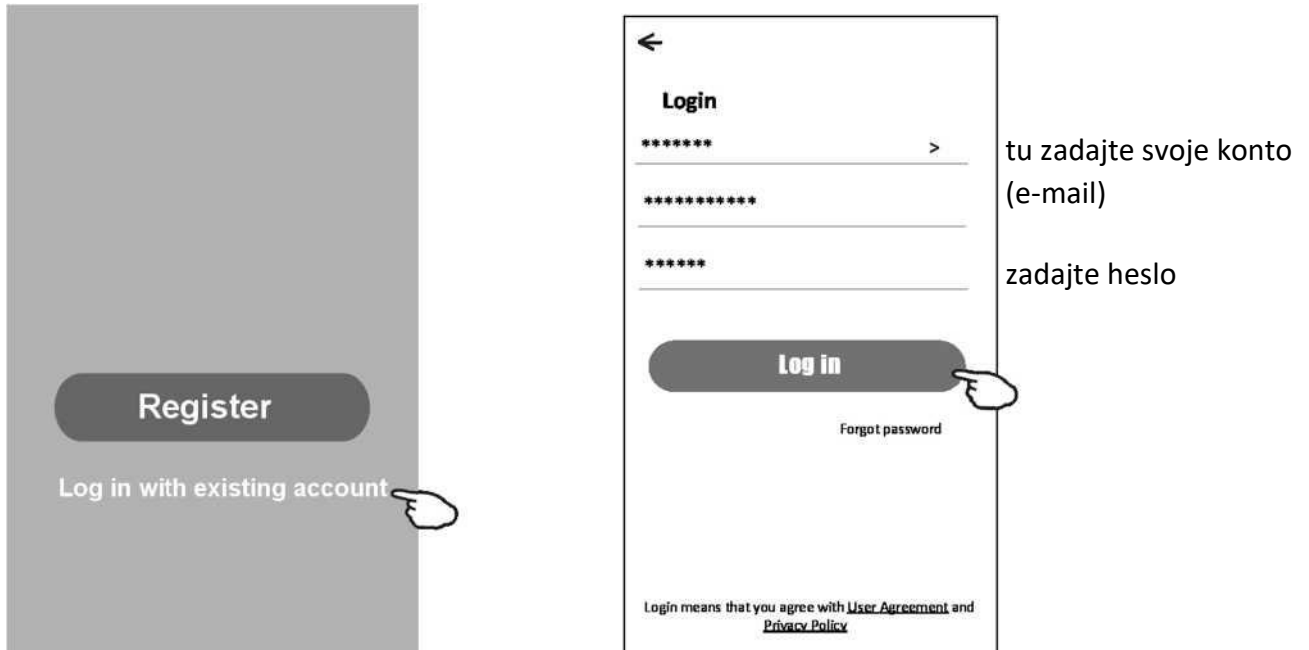 Register
Log in with existing account
←
Login
******* >
***********
******
Log in
Forgot password
Login means that you agree with User Agreement and
Privacy Policy
tu zadajte svoje konto
(e-mail)
zadajte heslo